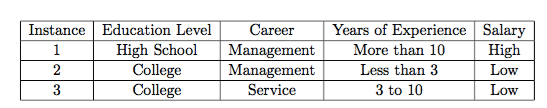 Instance Education Level Career Years of Experience Salary
1 High School Management More than 10 High
2 College Management Less than 3 Low
3 College Service 3 to 10 Low